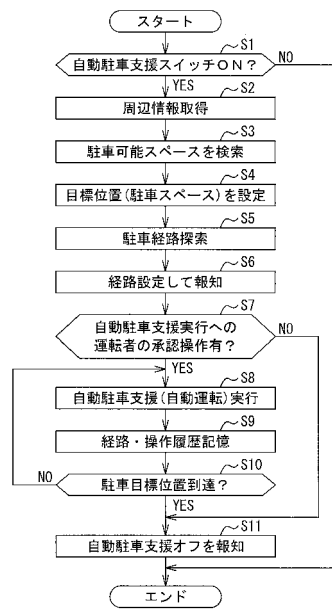 スタート
S1
自動駐車支援スイッチON?
NO
YES
S2
周辺情報取得
S3
駐車可能スペースを検索
S4
目標位置(駐車スペース)を設定
S5
駐車経路探索
S6
経路設定して報知
S7
自動駐車支援実行への
運転者の承認操作有?
NO
YES
S8
自動駐車支援(自動運転)実行
S9
経路・操作履歴記憶
S10
NO
駐車目標位置到達?
YES
S11
自動駐車支援オフを報知
エンド